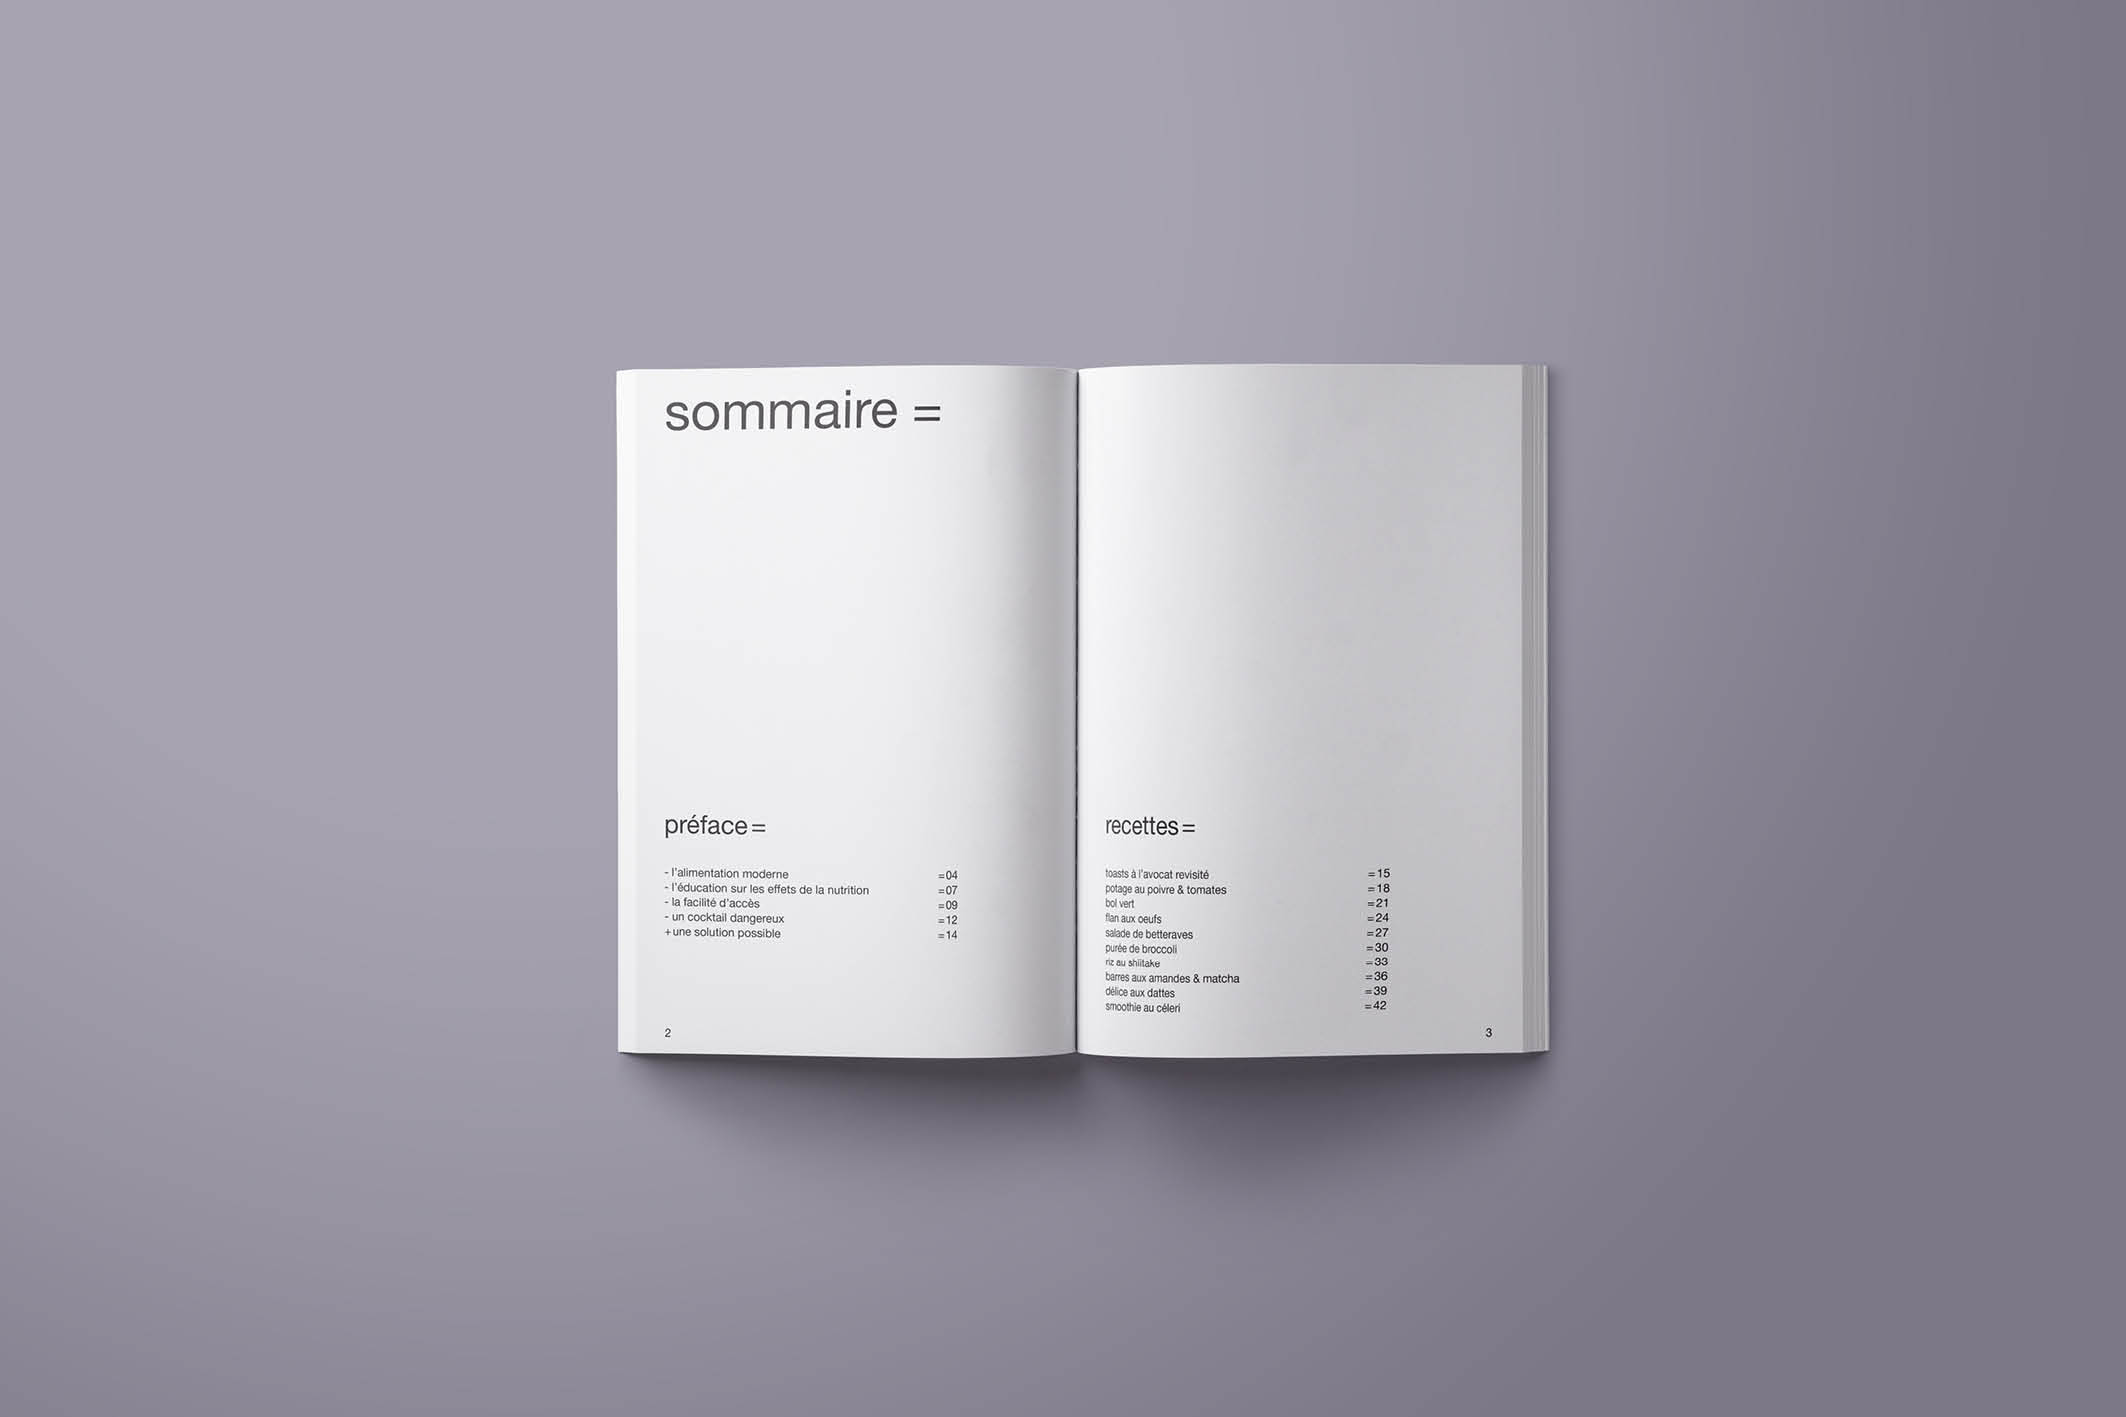 sommaire =
préface =
- l'alimentation moderne =04
- l'éducation sur les effets de la nutrition =07
- la facilité d'accès =09
- un cocktail dangereux =12
+ une solution possible =14
2
recettes =
toasts à l'avocat revisité =15
potage au poivre & tomates =18
bol vert =21
flan aux oeufs =24
salade de betteraves =27
purée de broccoli =30
riz au shiitake =33
barres aux amandes & matcha =36
délice aux dattes =39
smoothie au céleri =42
3